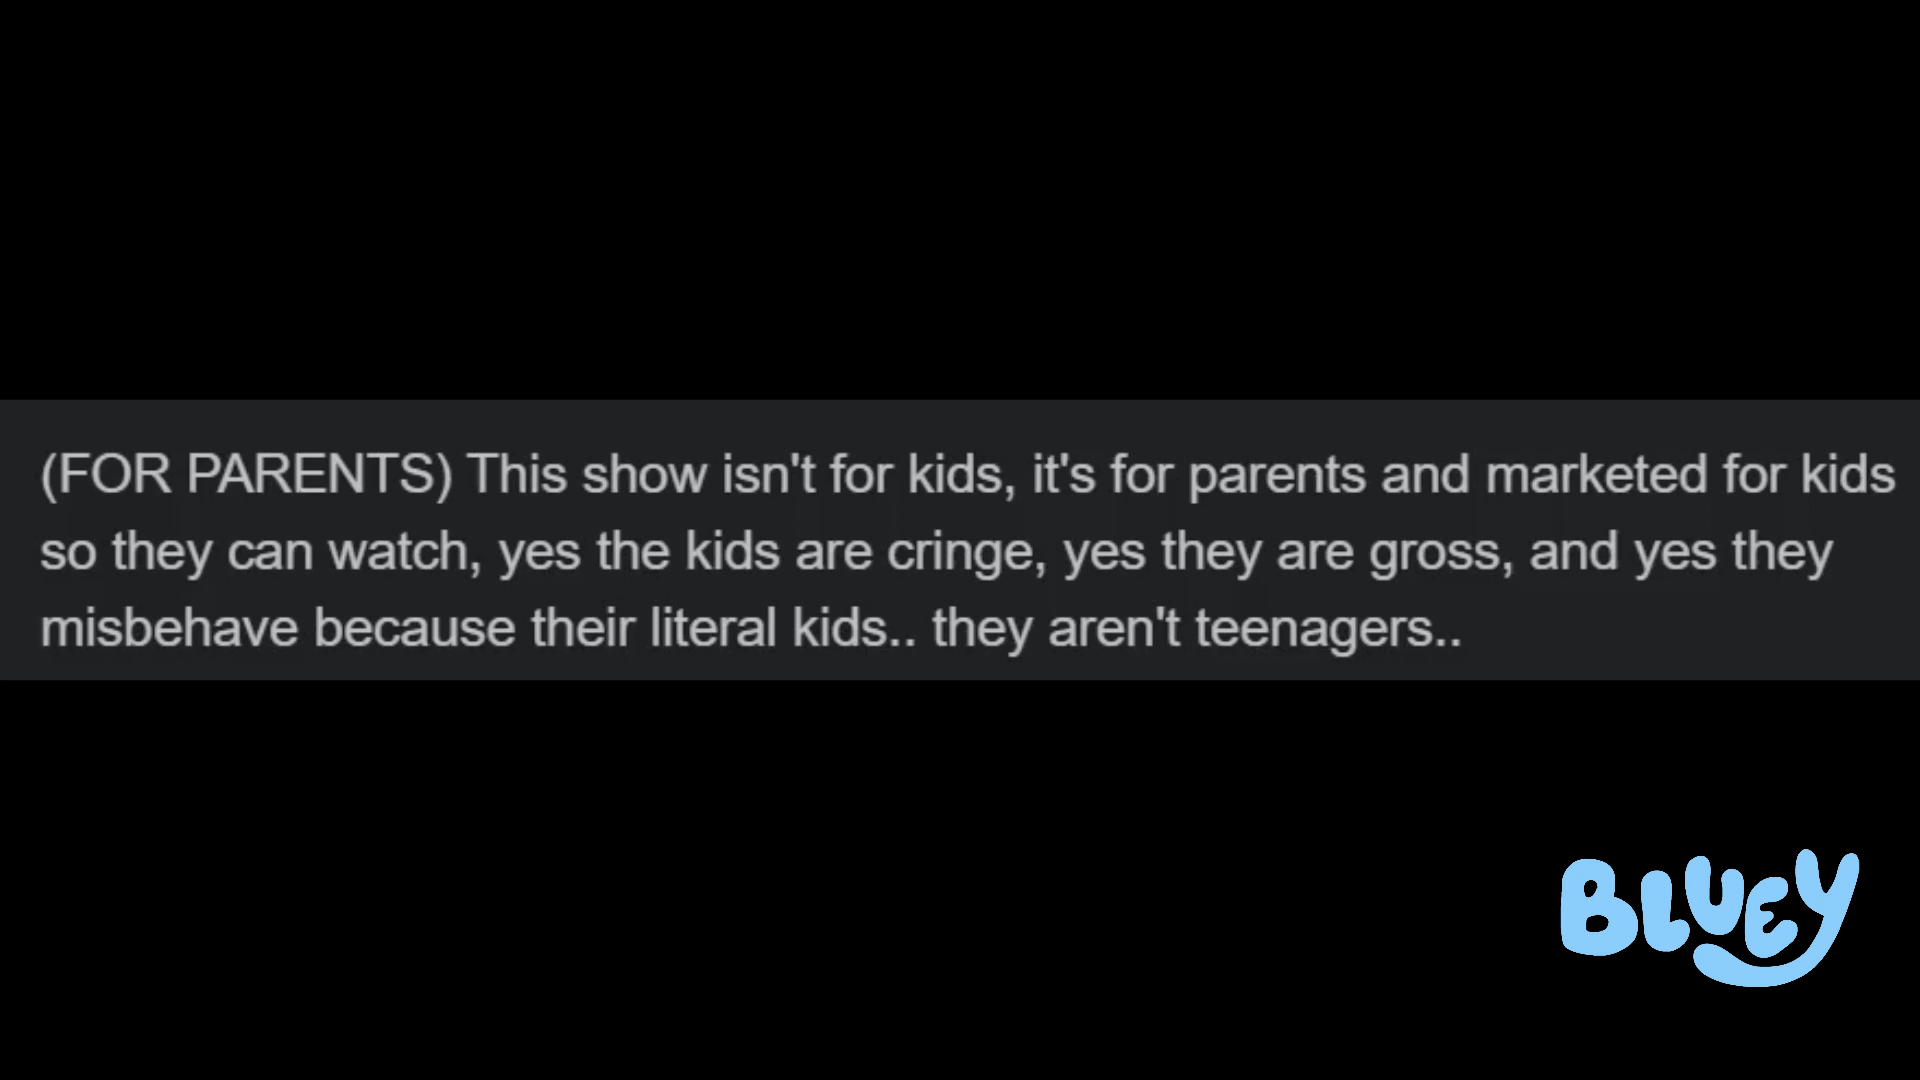 (FOR PARENTS) This show isn't for kids, it's for parents and marketed for kids
so they can watch, yes the kids are cringe, yes they are gross, and yes they
misbehave because their literal kids.. they aren't teenagers..
BLUEY